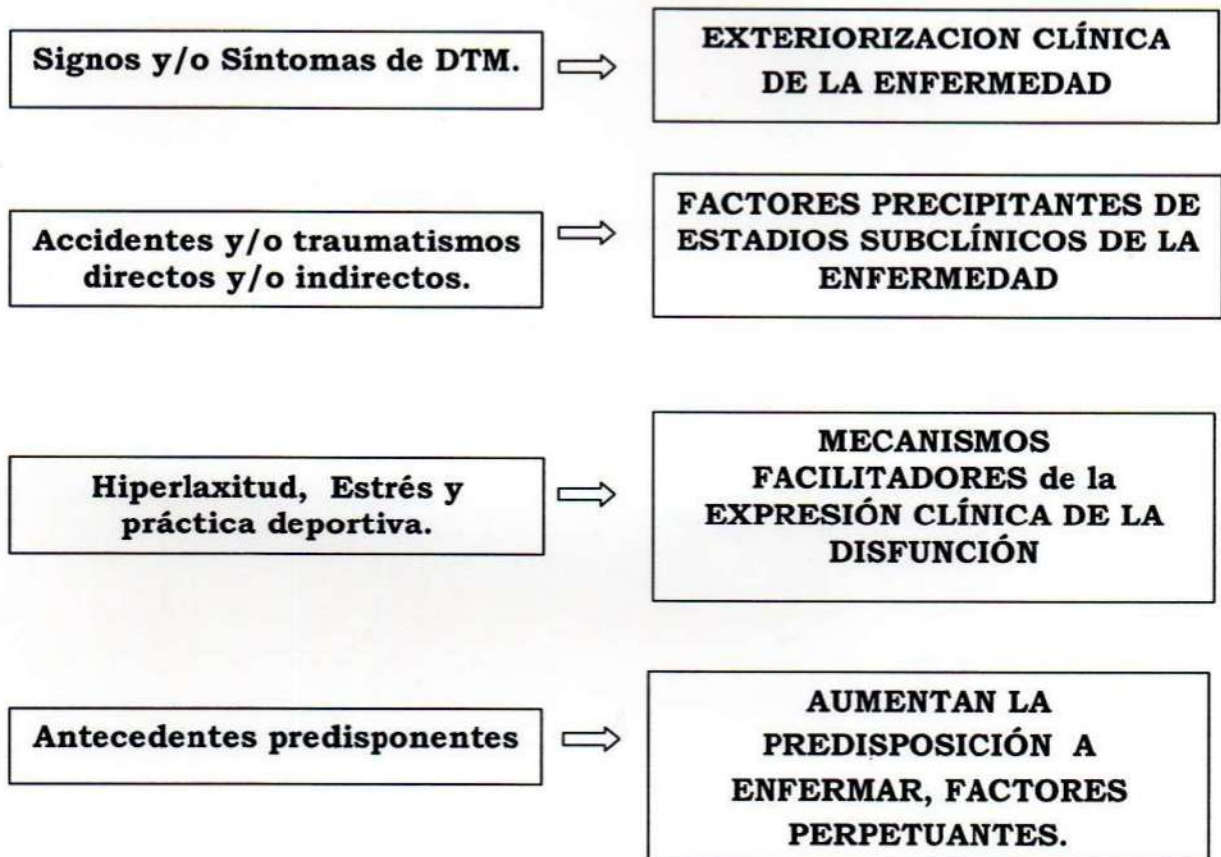 Signos y/o Síntomas de DTM.
EXTERIORIZACION CLÍNICA
DE LA ENFERMEDAD
Accidentes y/o traumatismos
directos y/o indirectos.
FACTORES PRECIPITANTES DE
ESTADIOS SUBCLÍNICOS DE LA
ENFERMEDAD
Hiperlaxitud, Estrés y
práctica deportiva.
MECANISMOS
FACILITADORES de la
EXPRESIÓN CLÍNICA DE LA
DISFUNCIÓN
Antecedentes predisponentes
AUMENTAN LA
PREDISPOSICIÓN A
ENFERMAR, FACTORES
PERPETUANTES.